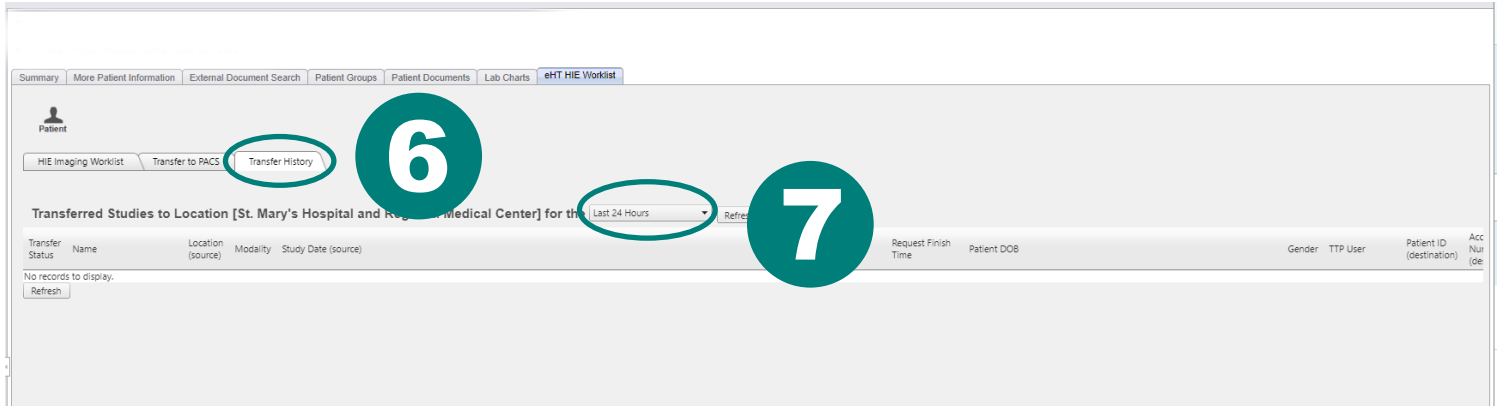 Summary More Patient Information External Document Search Patient Groups Patient Documents Lab Charts eHT HIE Worklist
Patient
HIE Imaging Worklist Transfer to PACS Transfer History
6
7
Transferred Studies to Location [St. Mary's Hospital and Medical Center] for the Last 24 Hours
Transfer Status Name Location (source) Modality Study Date (source) Request Finish Time Patient DOB Gender TTP User Patient ID (destination)
No records to display.
Refresh